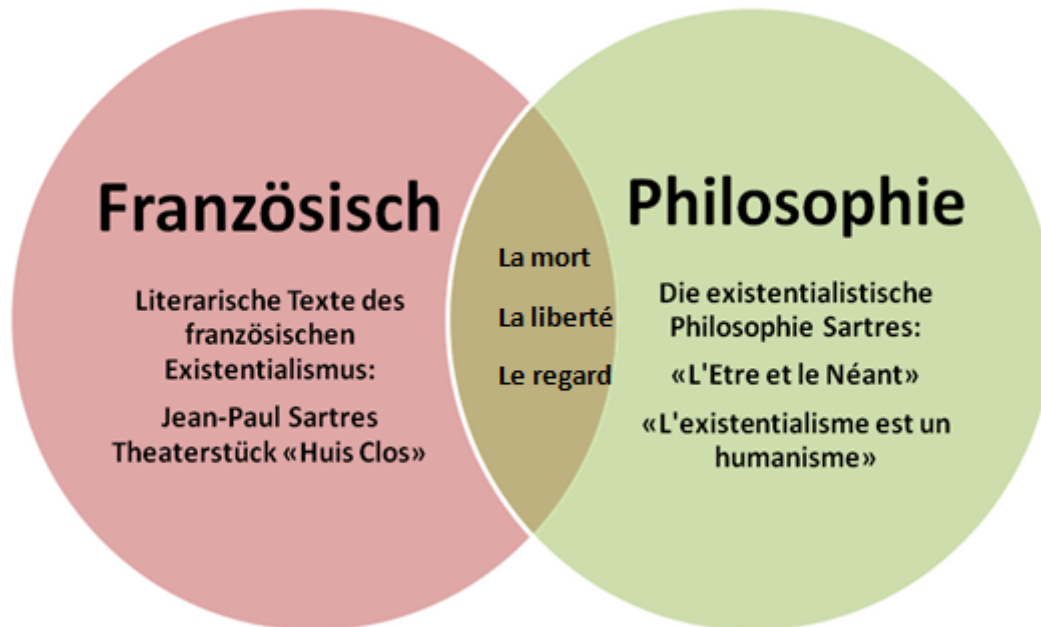 Französisch
Literarische Texte des
französischen
Existentialismus:
Jean-Paul Sartres
Theaterstück «Huis Clos»
La mort
La liberté
Le regard
Philosophie
Die existentialistische
Philosophie Sartres:
«L'Etre et le Néant»
«L'existentialisme est un
humanisme»